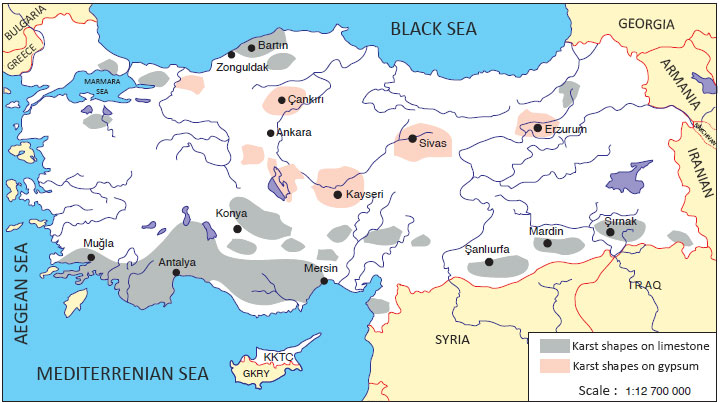 BULGARIA
GREECE
BLACK SEA
GEORGIA
Bartın
Zonguldak
MARMARA
SEA
ARMANIA
Çankırı
Ankara
Sivas
Erzurum
IRANIAN
Kayseri
Konya
Muğla
Antalya
Mersin
Şanlıurfa
Mardin
Şırnak
AEGEAN SEA
IRAQ
SYRIA
KKTC
GKRY
MEDITERRENIAN SEA
Karst shapes on limestone
Karst shapes on gypsum
Scale : 1:12 700 000